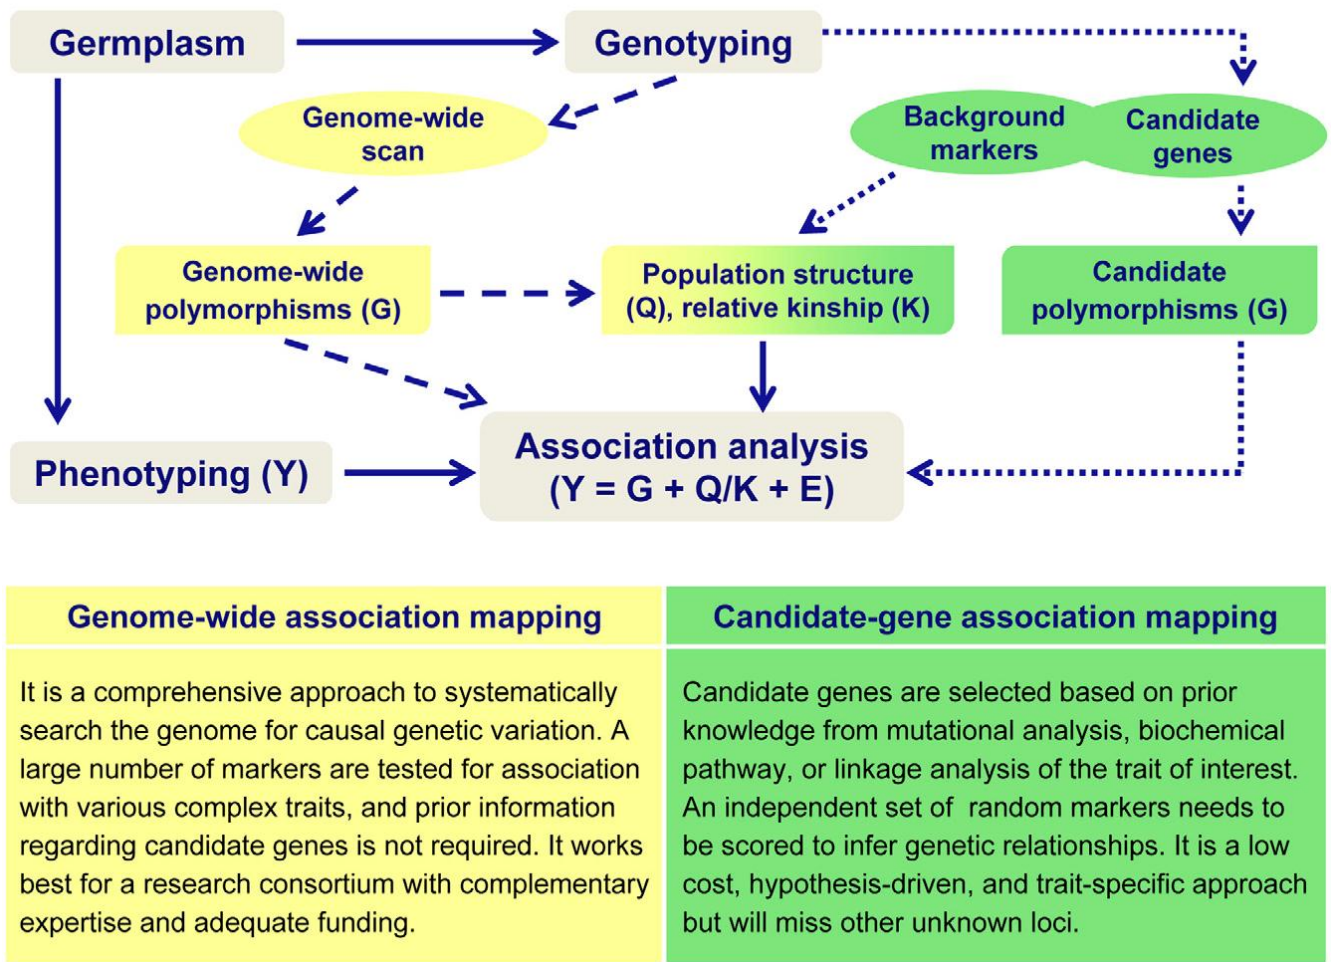 Germplasm
Genotyping
Genome-wide
scan
Background
markers
Candidate
genes
Genome-wide
polymorphisms (G)
Population structure
(Q), relative kinship (K)
Candidate
polymorphisms (G)
Phenotyping (Y)
Association analysis
(Y = G + Q/K + E)
Genome-wide association mapping
It is a comprehensive approach to systematically
search the genome for causal genetic variation. A
large number of markers are tested for association
with various complex traits, and prior information
regarding candidate genes is not required. It works
best for a research consortium with complementary
expertise and adequate funding.
Candidate-gene association mapping
Candidate genes are selected based on prior
knowledge from mutational analysis, biochemical
pathway, or linkage analysis of the trait of interest.
An independent set of random markers needs to
be scored to infer genetic relationships. It is a low
cost, hypothesis-driven, and trait-specific approach
but will miss other unknown loci.